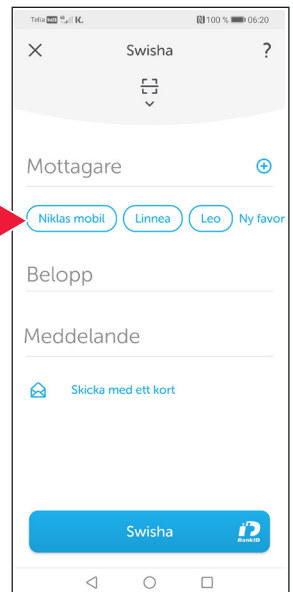 Telia K. 100 % 06:20
Swisha ?
Mottagare
Niklas mobil Linnea Leo Ny favor
Belopp
Meddelande
Skicka med ett kort
Swisha BankID